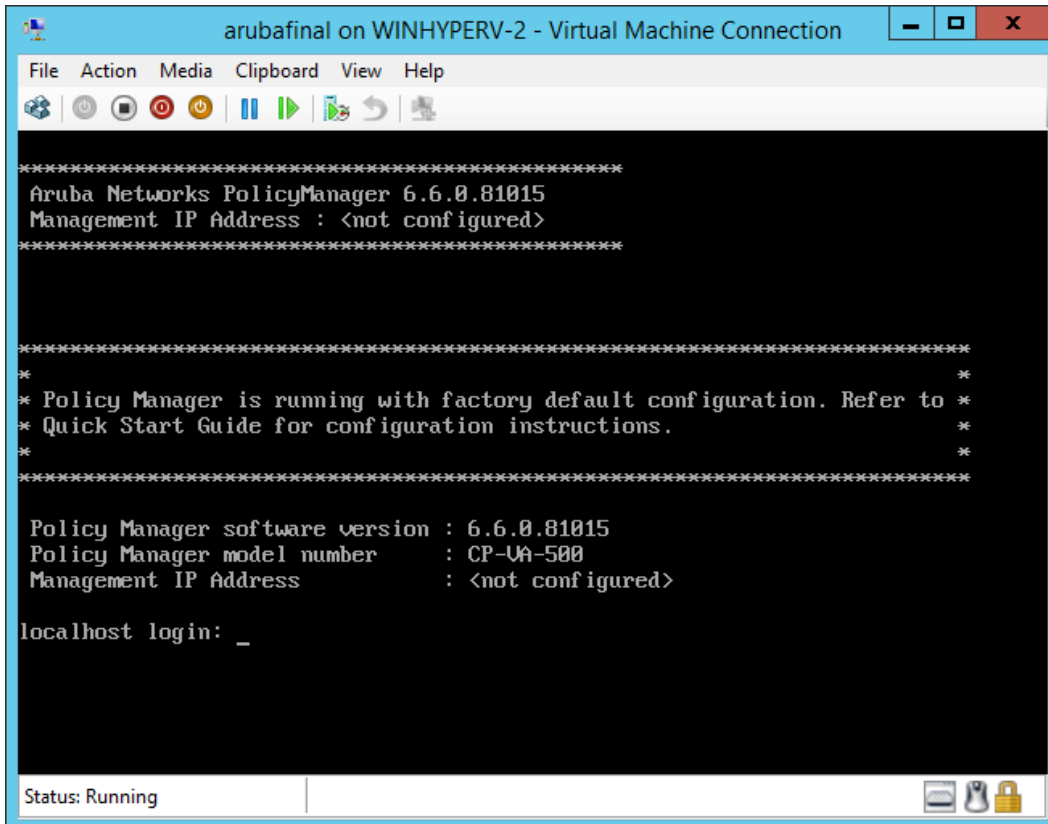 arubafinal on WINHYPERV-2 - Virtual Machine Connection
File Action Media Clipboard View Help
***********************************************
Aruba Networks PolicyManager 6.6.0.81015
Management IP Address : <not configured>
***********************************************
**************************************************************************
* *
* Policy Manager is running with factory default configuration. Refer to *
* Quick Start Guide for configuration instructions. *
* *
**************************************************************************
Policy Manager software version : 6.6.0.81015
Policy Manager model number : CP-VA-500
Management IP Address : <not configured>
localhost login: _
Status: Running